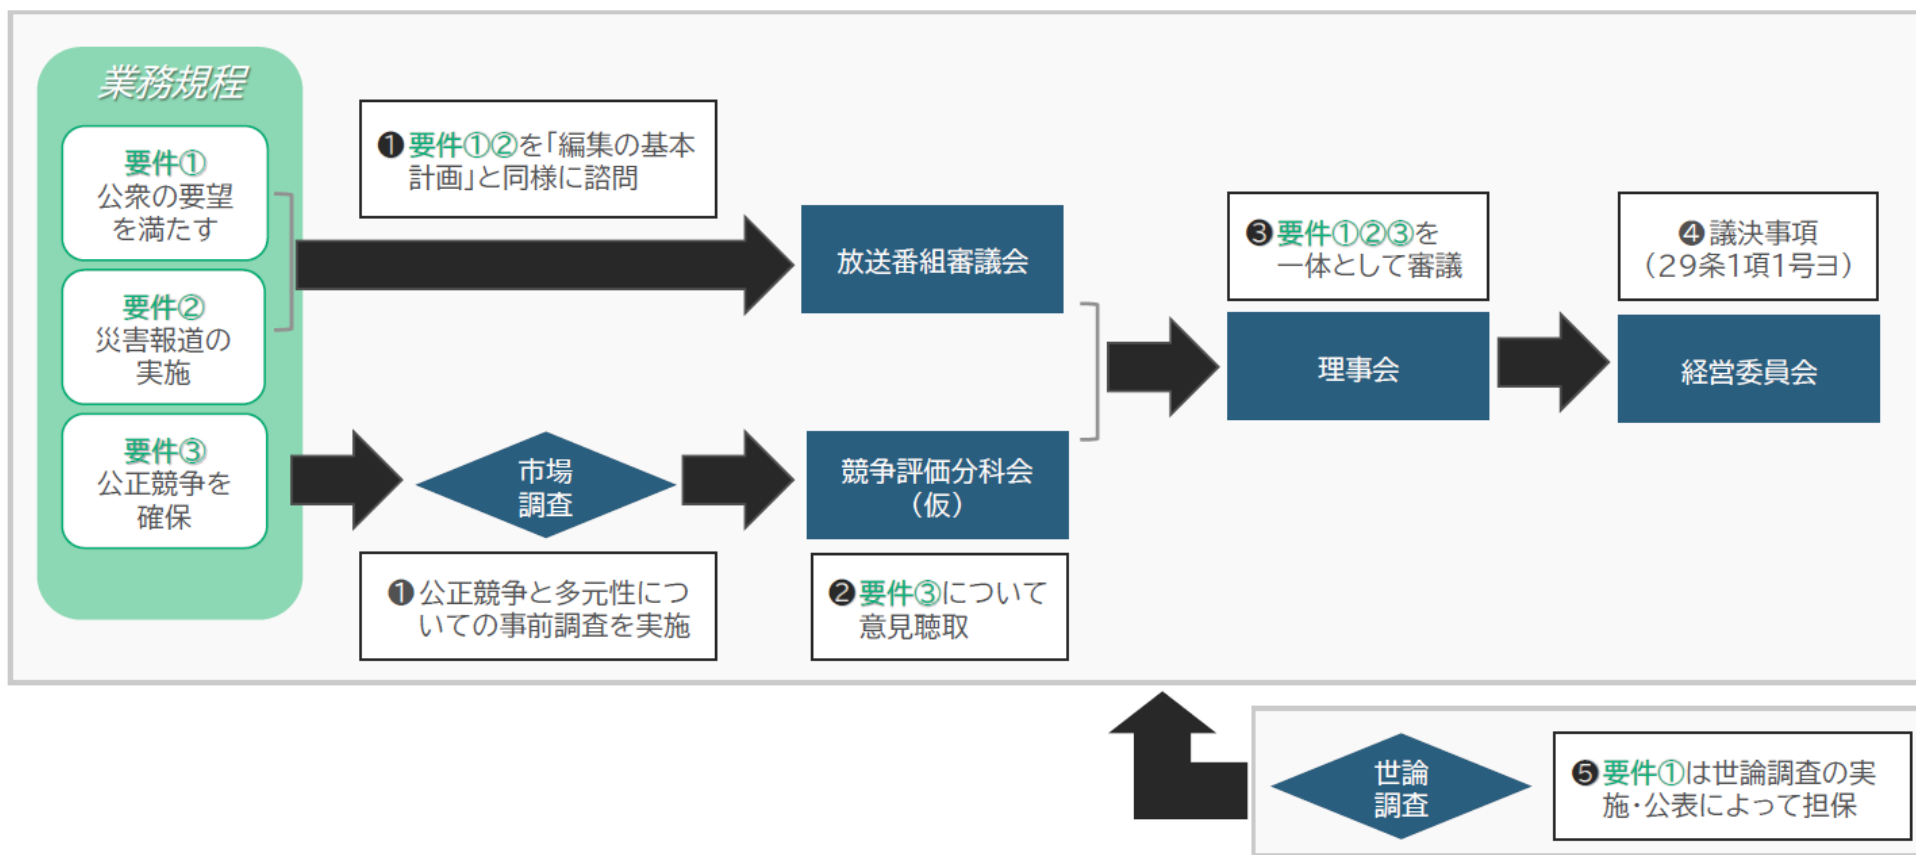 業務規程
要件①
公衆の要望
を満たす
要件②
災害報道の
実施
要件③
公正競争を
確保
❶要件①②を「編集の基本
計画」と同様に諮問
放送番組審議会
市場
調査
❶公正競争と多元性につ
いての事前調査を実施
競争評価分科会
（仮）
❷要件③について
意見聴取
❸要件①②③を
一体として審議
理事会
❹議決事項
（29条1項1号ヨ）
経営委員会
世論
調査
❺要件①は世論調査の実
施・公表によって担保